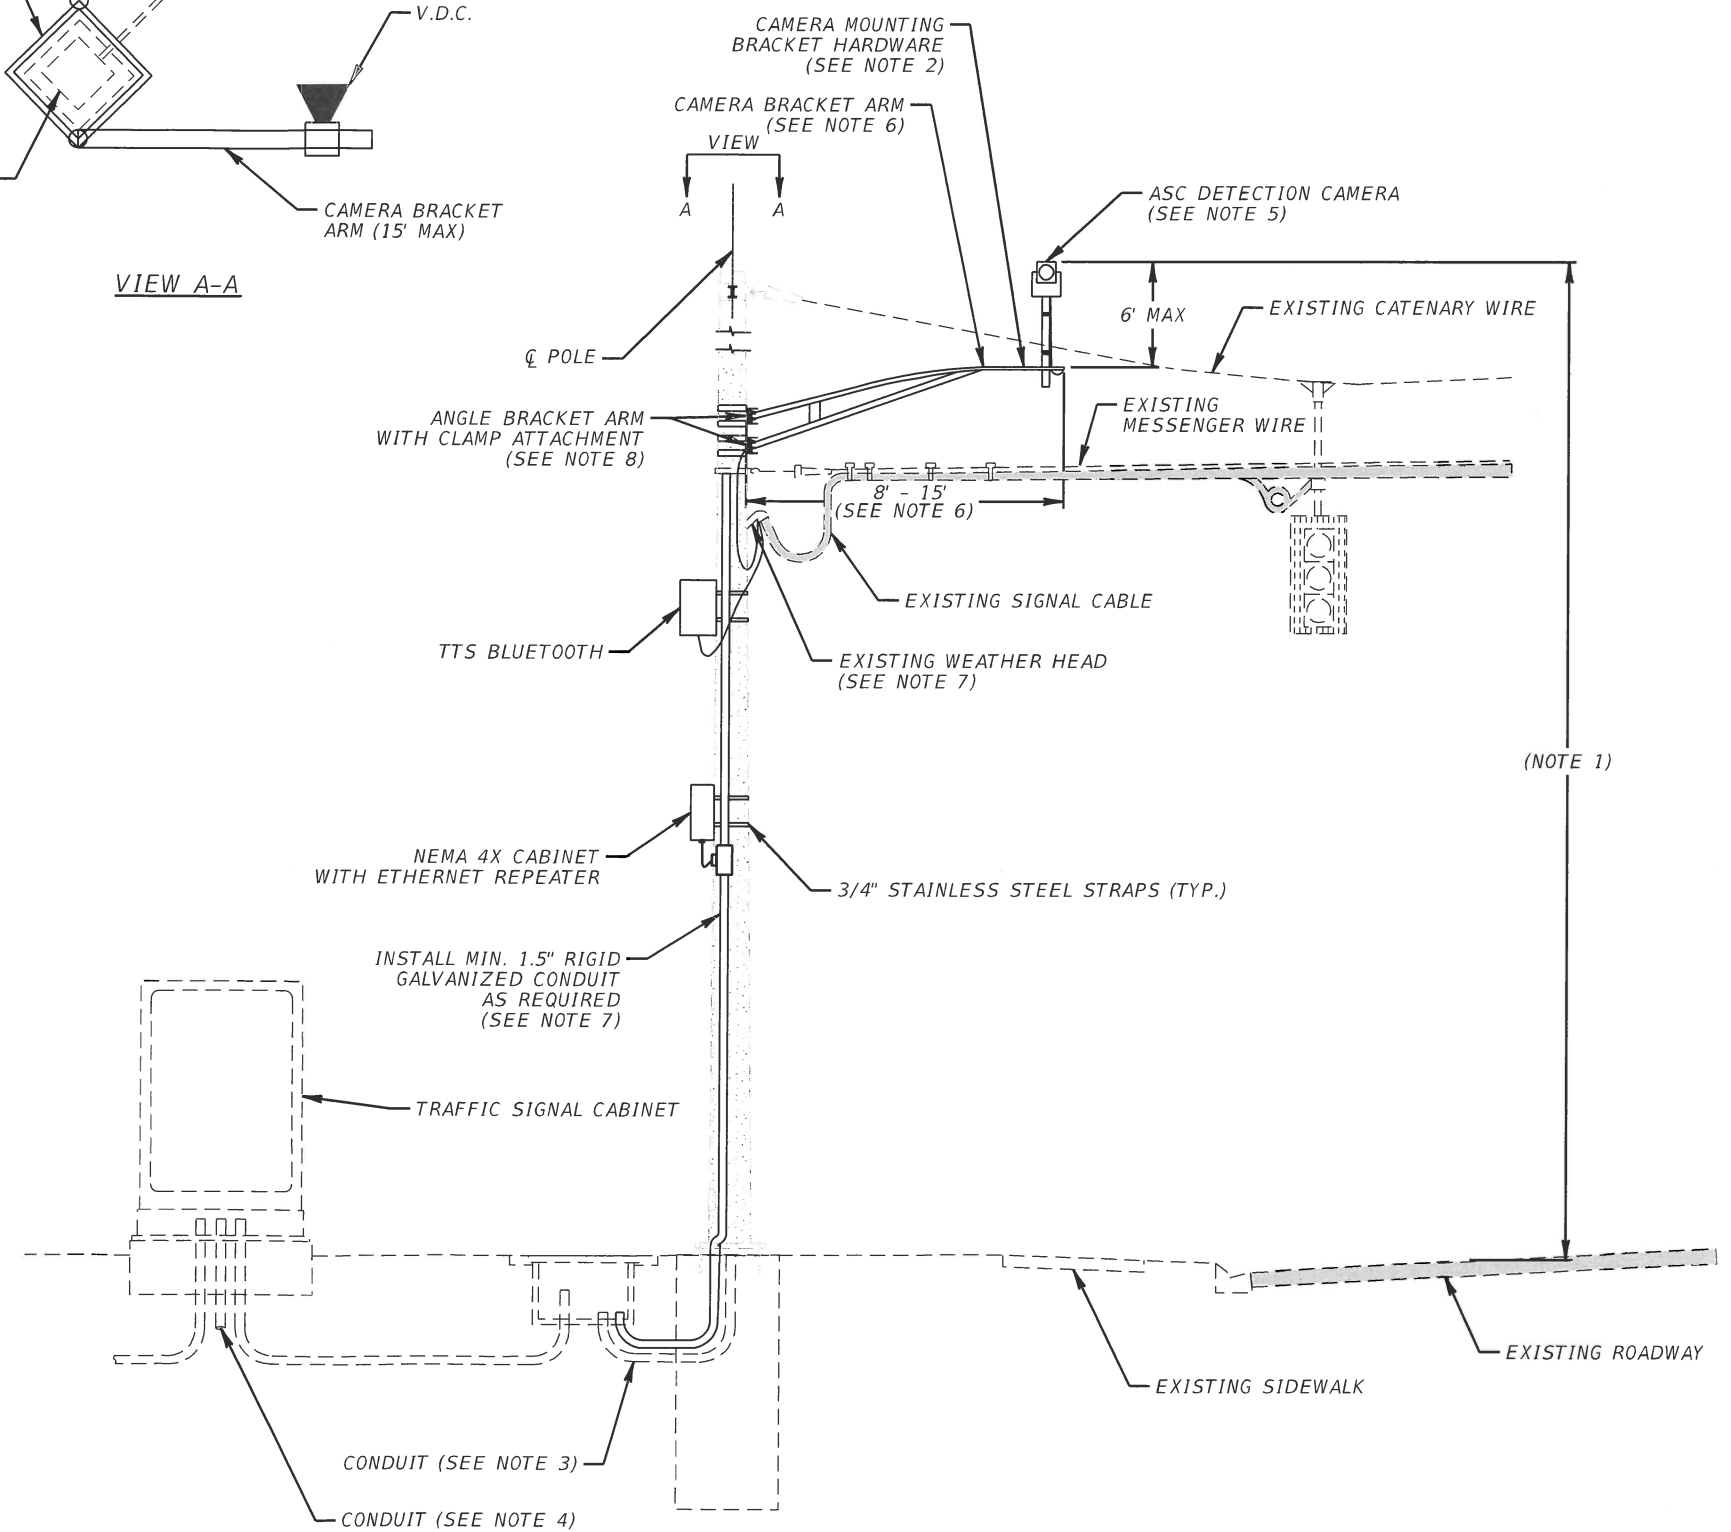 V.D.C.
CAMERA BRACKET
ARM (15' MAX)
VIEW A-A
CAMERA MOUNTING
BRACKET HARDWARE
(SEE NOTE 2)
CAMERA BRACKET ARM
(SEE NOTE 6)
VIEW
A
A
ASC DETECTION CAMERA
(SEE NOTE 5)
6' MAX
EXISTING CATENARY WIRE
℄ POLE
EXISTING
MESSENGER WIRE
ANGLE BRACKET ARM
WITH CLAMP ATTACHMENT
(SEE NOTE 8)
8' - 15'
(SEE NOTE 6)
EXISTING SIGNAL CABLE
TTS BLUETOOTH
EXISTING WEATHER HEAD
(SEE NOTE 7)
(NOTE 1)
NEMA 4X CABINET
WITH ETHERNET REPEATER
3/4" STAINLESS STEEL STRAPS (TYP.)
INSTALL MIN. 1.5" RIGID
GALVANIZED CONDUIT
AS REQUIRED
(SEE NOTE 7)
TRAFFIC SIGNAL CABINET
EXISTING ROADWAY
EXISTING SIDEWALK
CONDUIT (SEE NOTE 3)
CONDUIT (SEE NOTE 4)